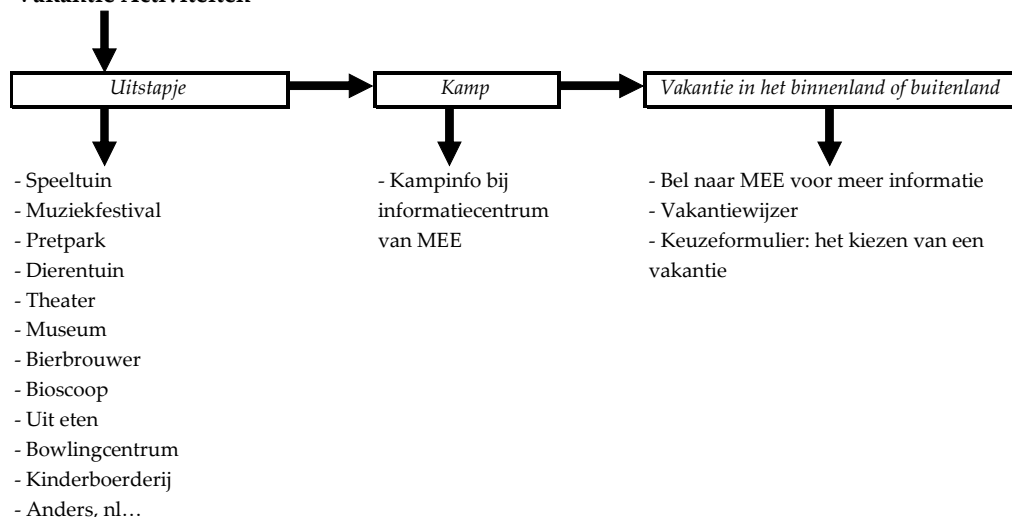 Vakantie Activiteiten
Uitstapje
Kamp
Vakantie in het binnenland of buitenland
- Speeltuin
- Muziekfestival
- Pretpark
- Dierentuin
- Theater
- Museum
- Bierbrouwer
- Bioscoop
- Uit eten
- Bowlingcentrum
- Kinderboerderij
- Anders, nl…
- Kampinfo bij
informatiecentrum
van MEE
- Bel naar MEE voor meer informatie
- Vakantiewijzer
- Keuzeformulier: het kiezen van een
vakantie